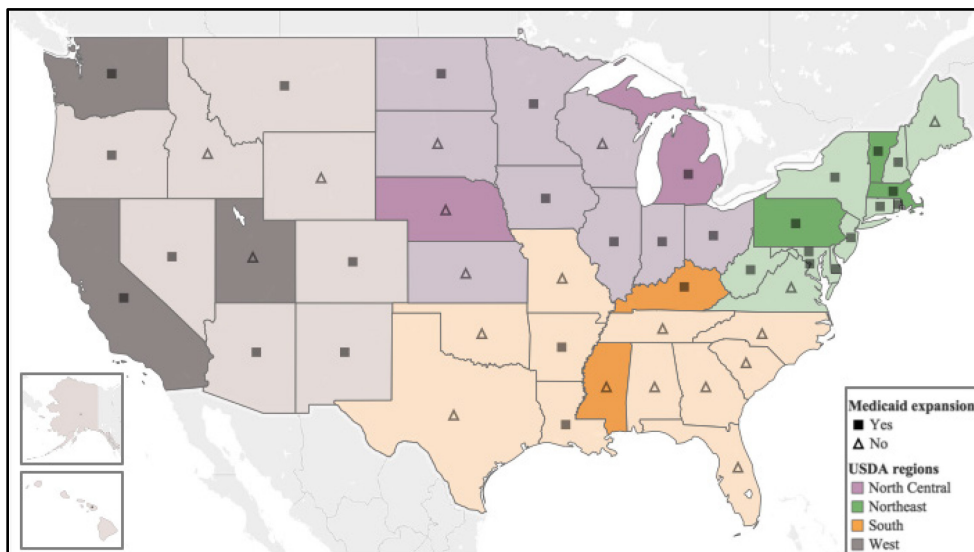 Medicaid expansion
Yes
No
USDA regions
North Central
Northeast
South
West